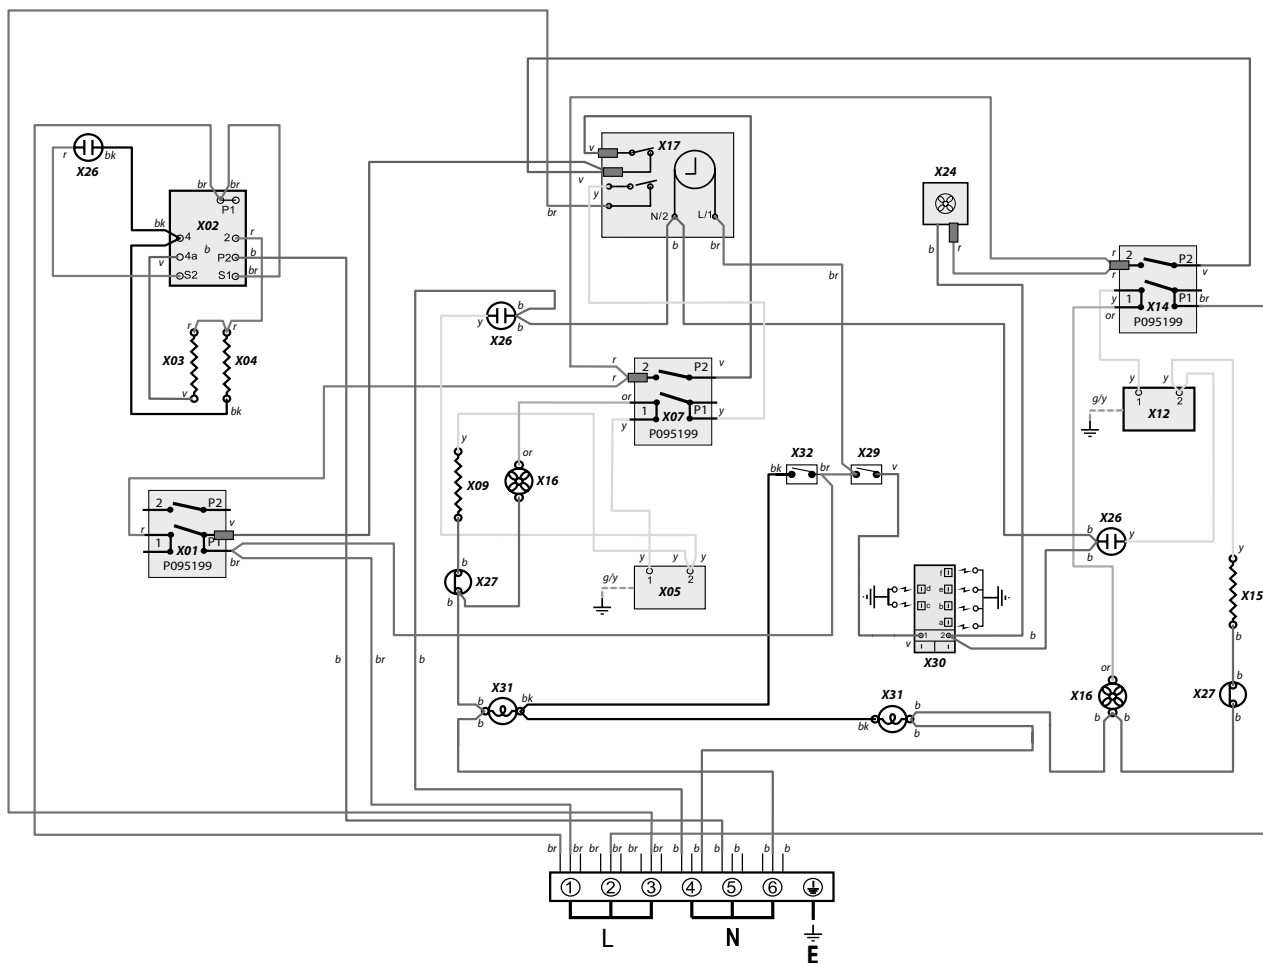 X17
v
v
y
br
N/2
L/1
b
br
br
X24
b
r
r
bk
X26
br
br
P1
bk
X02
4
2
r
b
v
4a
P2
b
S2
S1
br
r
r
X03
X04
v
bk
r
2
P2
r
v
y
1
P1
br
or
X14
P095199
y
b
b
X26
r
r
2
P2
v
or
1
P1
y
X07
y
P095199
y
y
g/y
1
2
X12
y
or
X09
X16
X32
X29
bk
br
v
2
P2
r
v
1
P1
X01
br
P095199
b
X26
y
b
y
X15
b
b
X27
b
y
y
y
g/y
1
2
X05
f
d
e
c
b
a
1
2
v
b
X30
b
br
b
X31
b
bk
b
X31
bk
b
b
or
X16
b
b
X27
b
br
br
br
br
br
br
b
b
b
b
b
b
1
2
3
4
5
6
L
N
E